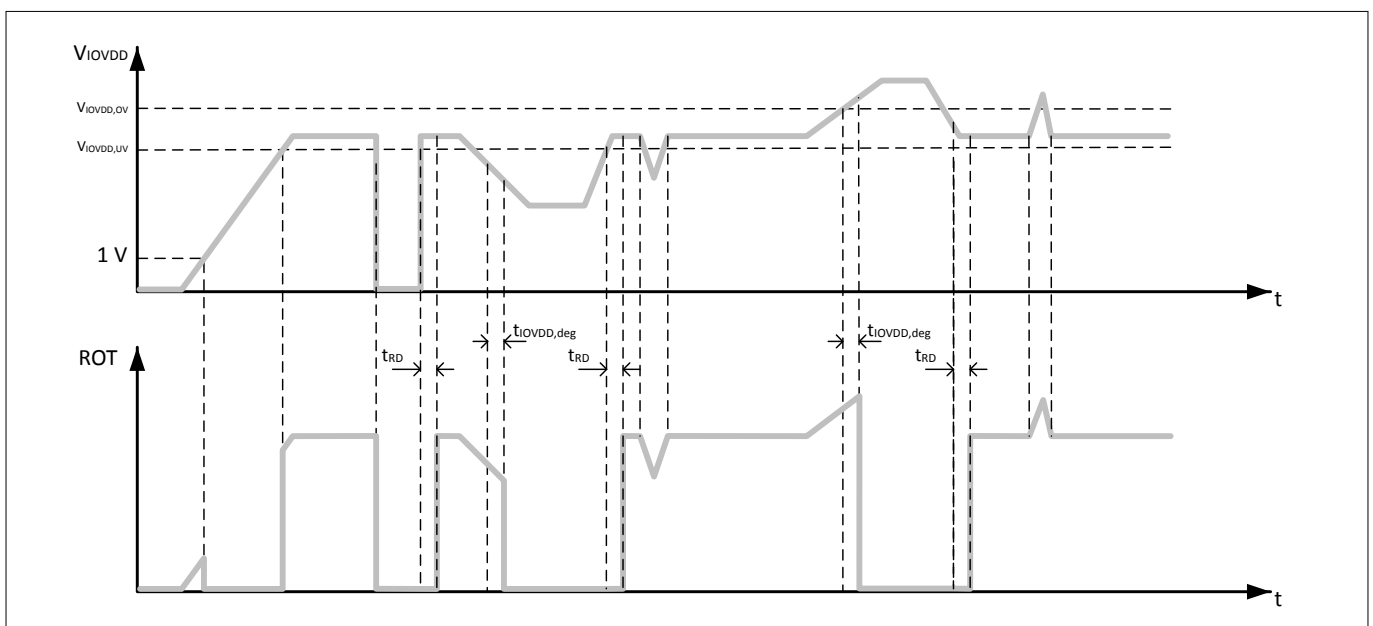 VIOVDD
VIOVDD,OV
VIOVDD,UV
1 V
t
ROT
tRD
tIOVDD,deg
tRD
tIOVDD,deg
tRD
t